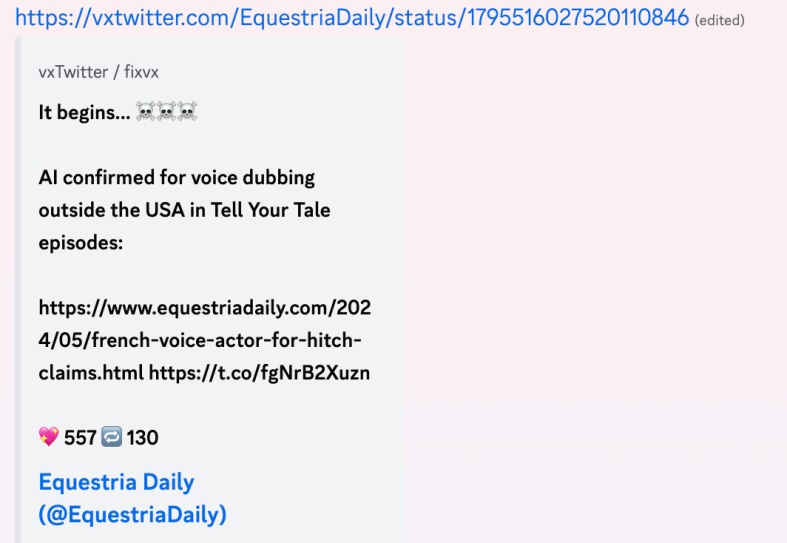 https://vxtwitter.com/EquestriaDaily/status/1795516027520110846 (edited)
vxTwitter / fixvx
It begins... ☠️☠️☠️
AI confirmed for voice dubbing
outside the USA in Tell Your Tale
episodes:
https://www.equestriadaily.com/202
4/05/french-voice-actor-for-hitch-
claims.html https://t.co/fgNrB2Xuzn
💖 557 🔁 130
Equestria Daily
(@EquestriaDaily)